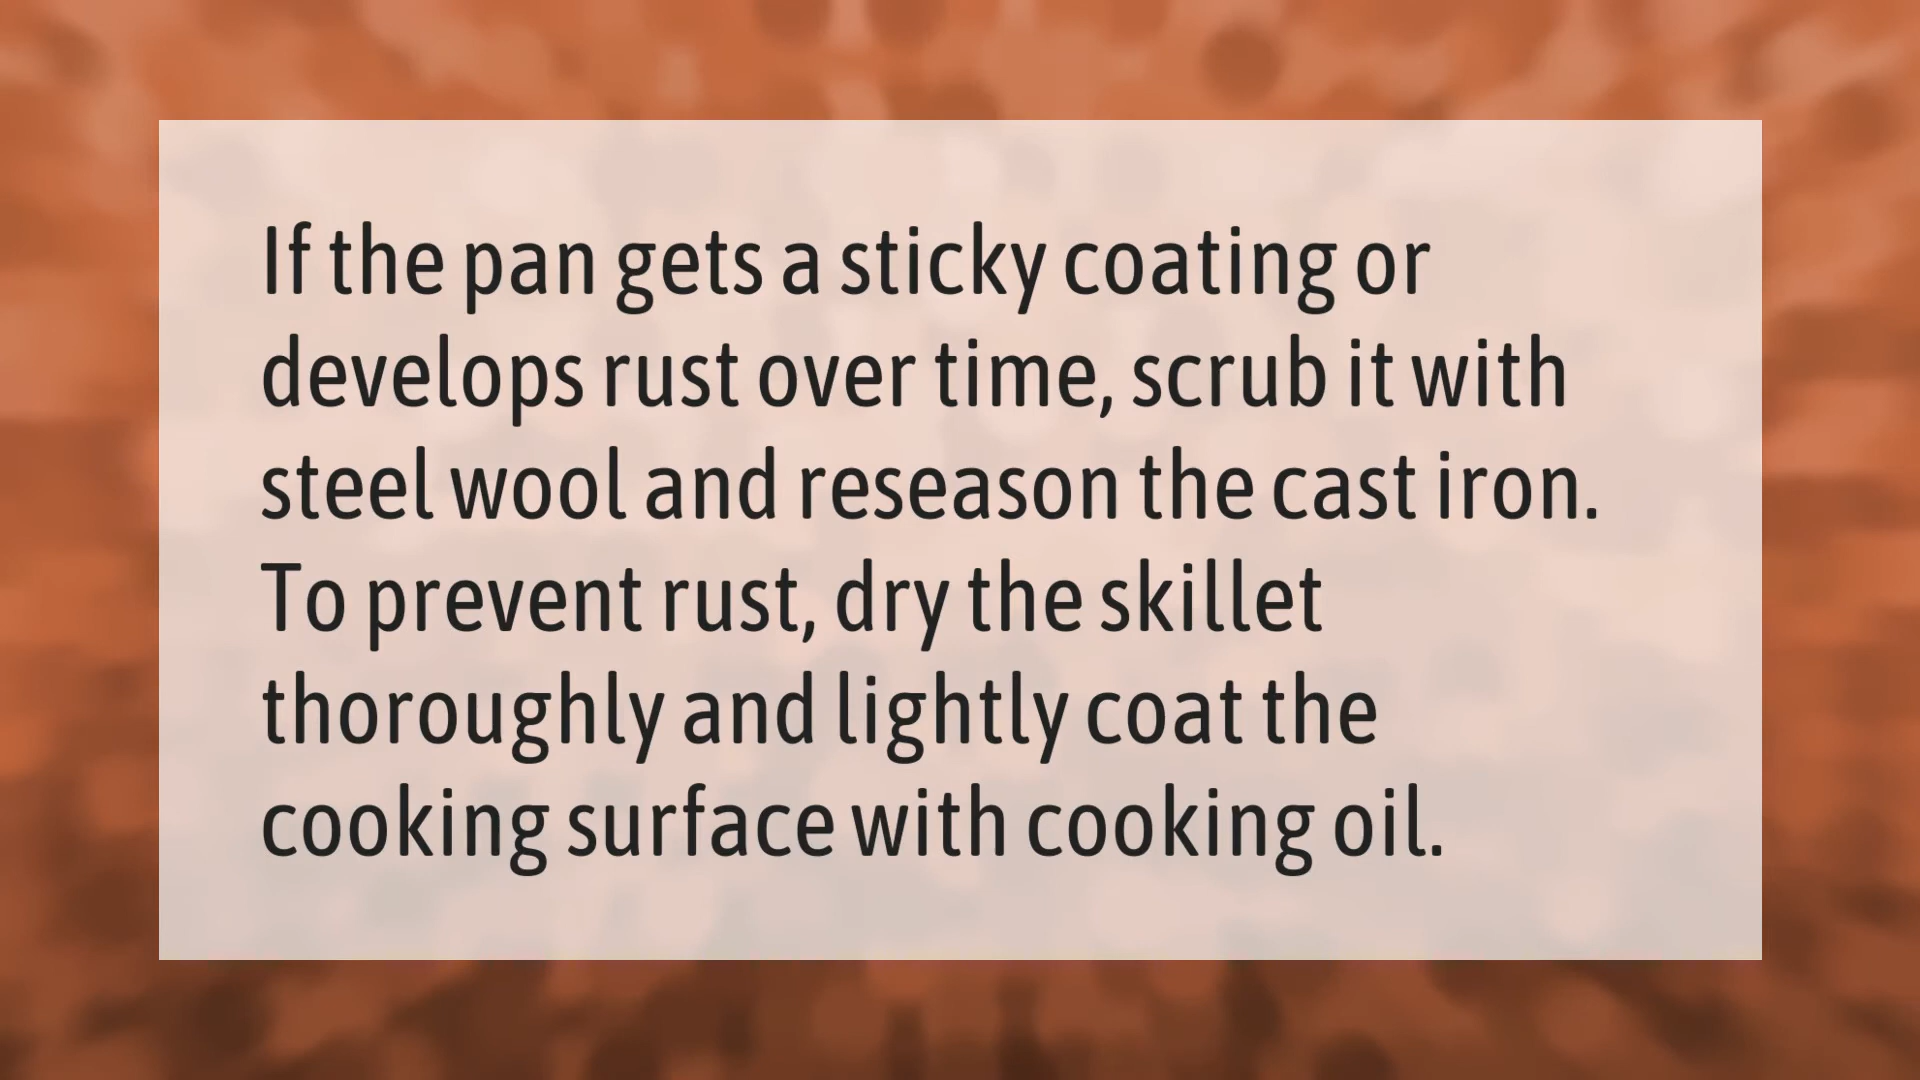 If the pan gets a sticky coating or
develops rust over time, scrub it with
steel wool and reseason the cast iron.
To prevent rust, dry the skillet
thoroughly and lightly coat the
cooking surface with cooking oil.